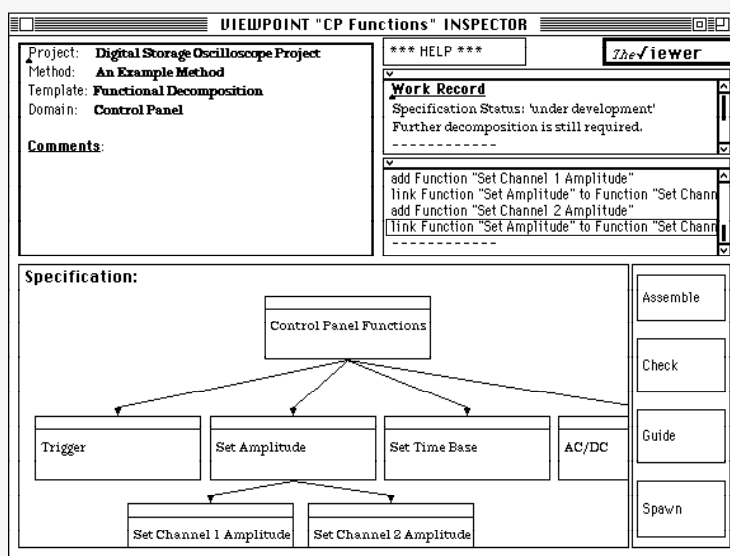 VIEWPOINT "CP Functions" INSPECTOR
Project: Digital Storage Oscilloscope Project
Method: An Example Method
Template: Functional Decomposition
Domain: Control Panel
Comments:
*** HELP ***
The Viewer
Work Record
Specification Status: 'under development'
Further decomposition is still required.
------------
add Function "Set Channel 1 Amplitude"
link Function "Set Amplitude" to Function "Set Chann
add Function "Set Channel 2 Amplitude"
link Function "Set Amplitude" to Function "Set Chann
------------
Specification:
Control Panel Functions
Trigger
Set Amplitude
Set Time Base
AC/DC
Set Channel 1 Amplitude
Set Channel 2 Amplitude
Assemble
Check
Guide
Spawn